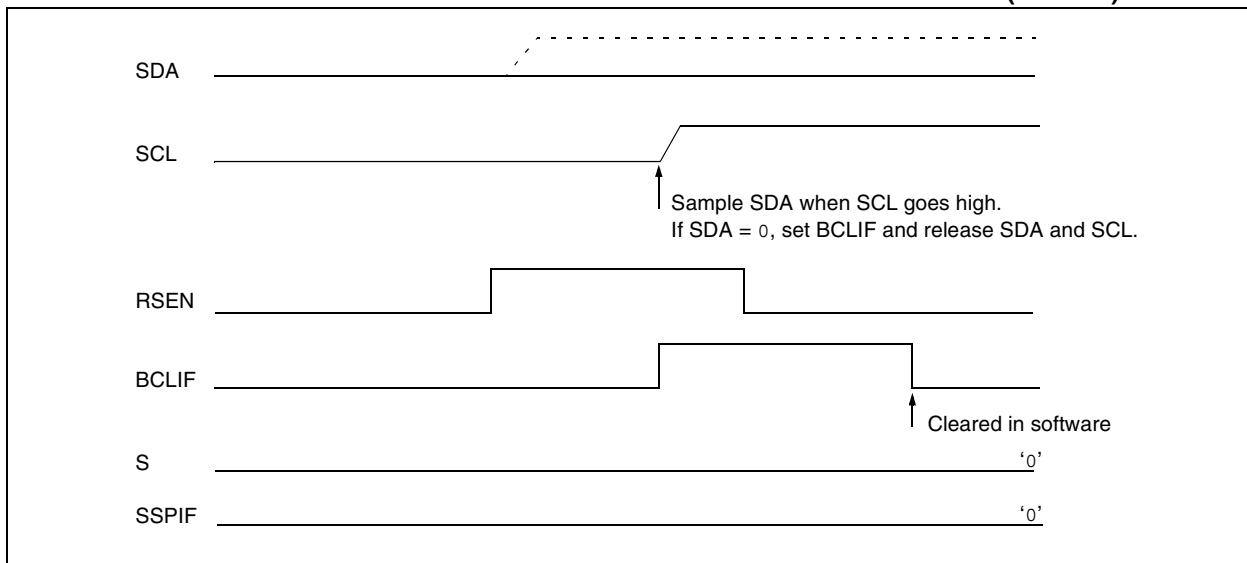 SDA
SCL
Sample SDA when SCL goes high.
If SDA = 0, set BCLIF and release SDA and SCL.
RSEN
BCLIF
Cleared in software
S
‘0’
SSPIF
‘0’